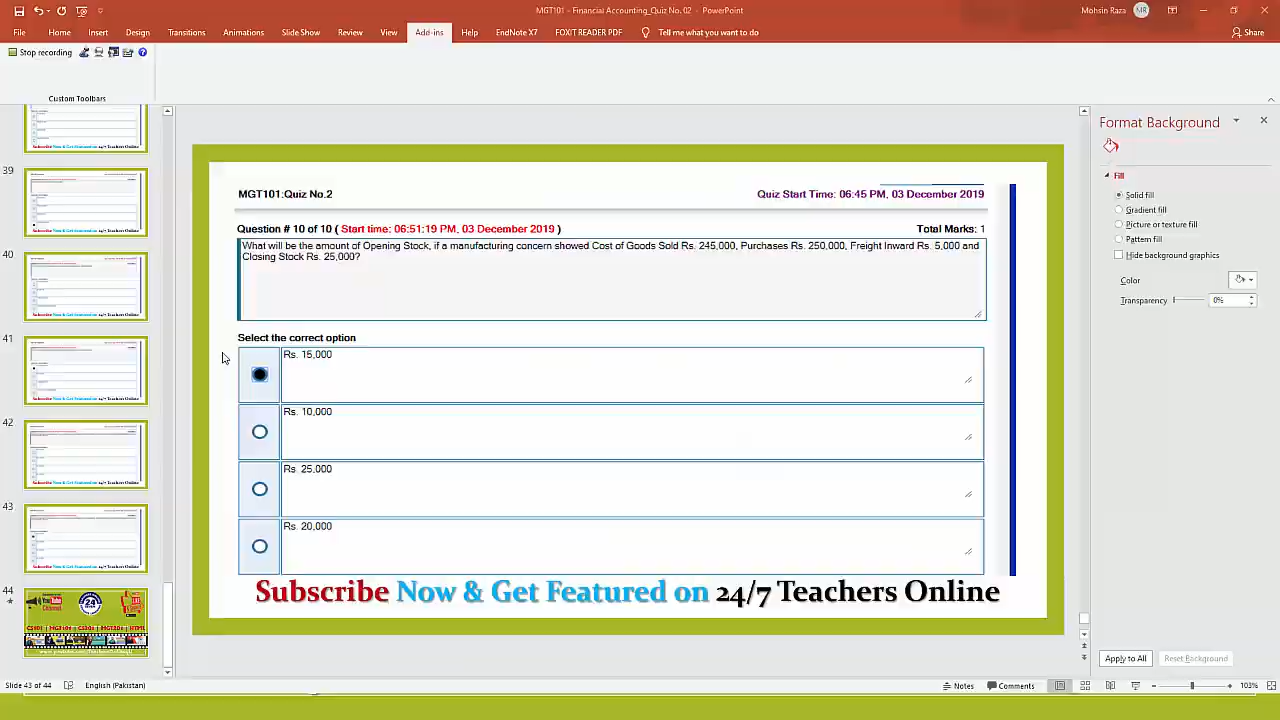 MGT101 - Financial Accounting_Quiz No. 02 - PowerPoint
Mohsin Raza MR
File Home Insert Design Transitions Animations Slide Show Review View Add-ins Help EndNote X7 FOXIT READER PDF Tell me what you want to do Share
Stop recording
Custom Toolbars
39
40
41
42
43
44
MGT101:Quiz No.2 Quiz Start Time: 06:45 PM, 03 December 2019
Question # 10 of 10 ( Start time: 06:51:19 PM, 03 December 2019 ) Total Marks: 1
What will be the amount of Opening Stock, if a manufacturing concern showed Cost of Goods Sold Rs. 245,000, Purchases Rs. 250,000, Freight Inward Rs. 5,000 and
Closing Stock Rs. 25,000?
Select the correct option
Rs. 15,000
Rs. 10,000
Rs. 25,000
Rs. 20,000
Subscribe Now & Get Featured on 24/7 Teachers Online
Format Background
Fill
Solid fill
Gradient fill
Picture or texture fill
Pattern fill
Hide background graphics
Color
Transparency 0%
Apply to All Reset Background
Slide 43 of 44 English (Pakistan) Notes Comments 103%